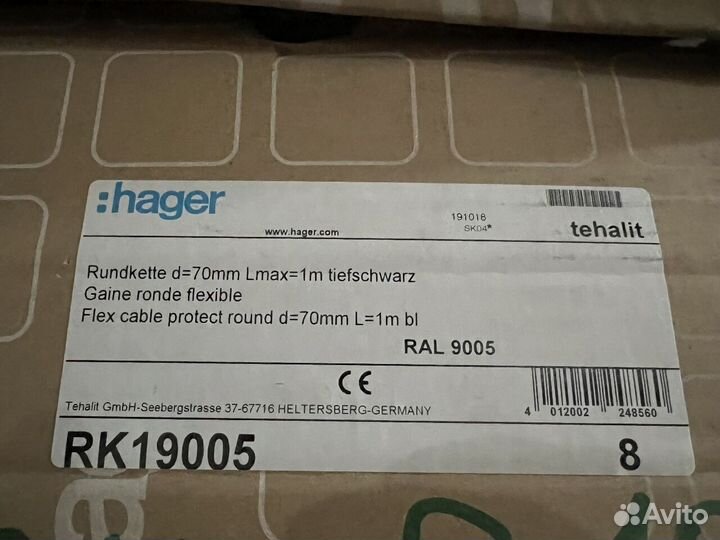 :hager
191018
SK04*
www.hager.com
tehalit
Rundkette d=70mm Lmax=1m tiefschwarz
Gaine ronde flexible
Flex cable protect round d=70mm L=1m bl
RAL 9005
CE
Tehalit GmbH-Seebergstrasse 37-67716 HELTERSBERG-GERMANY
4 012002 248560
RK19005
8
Avito